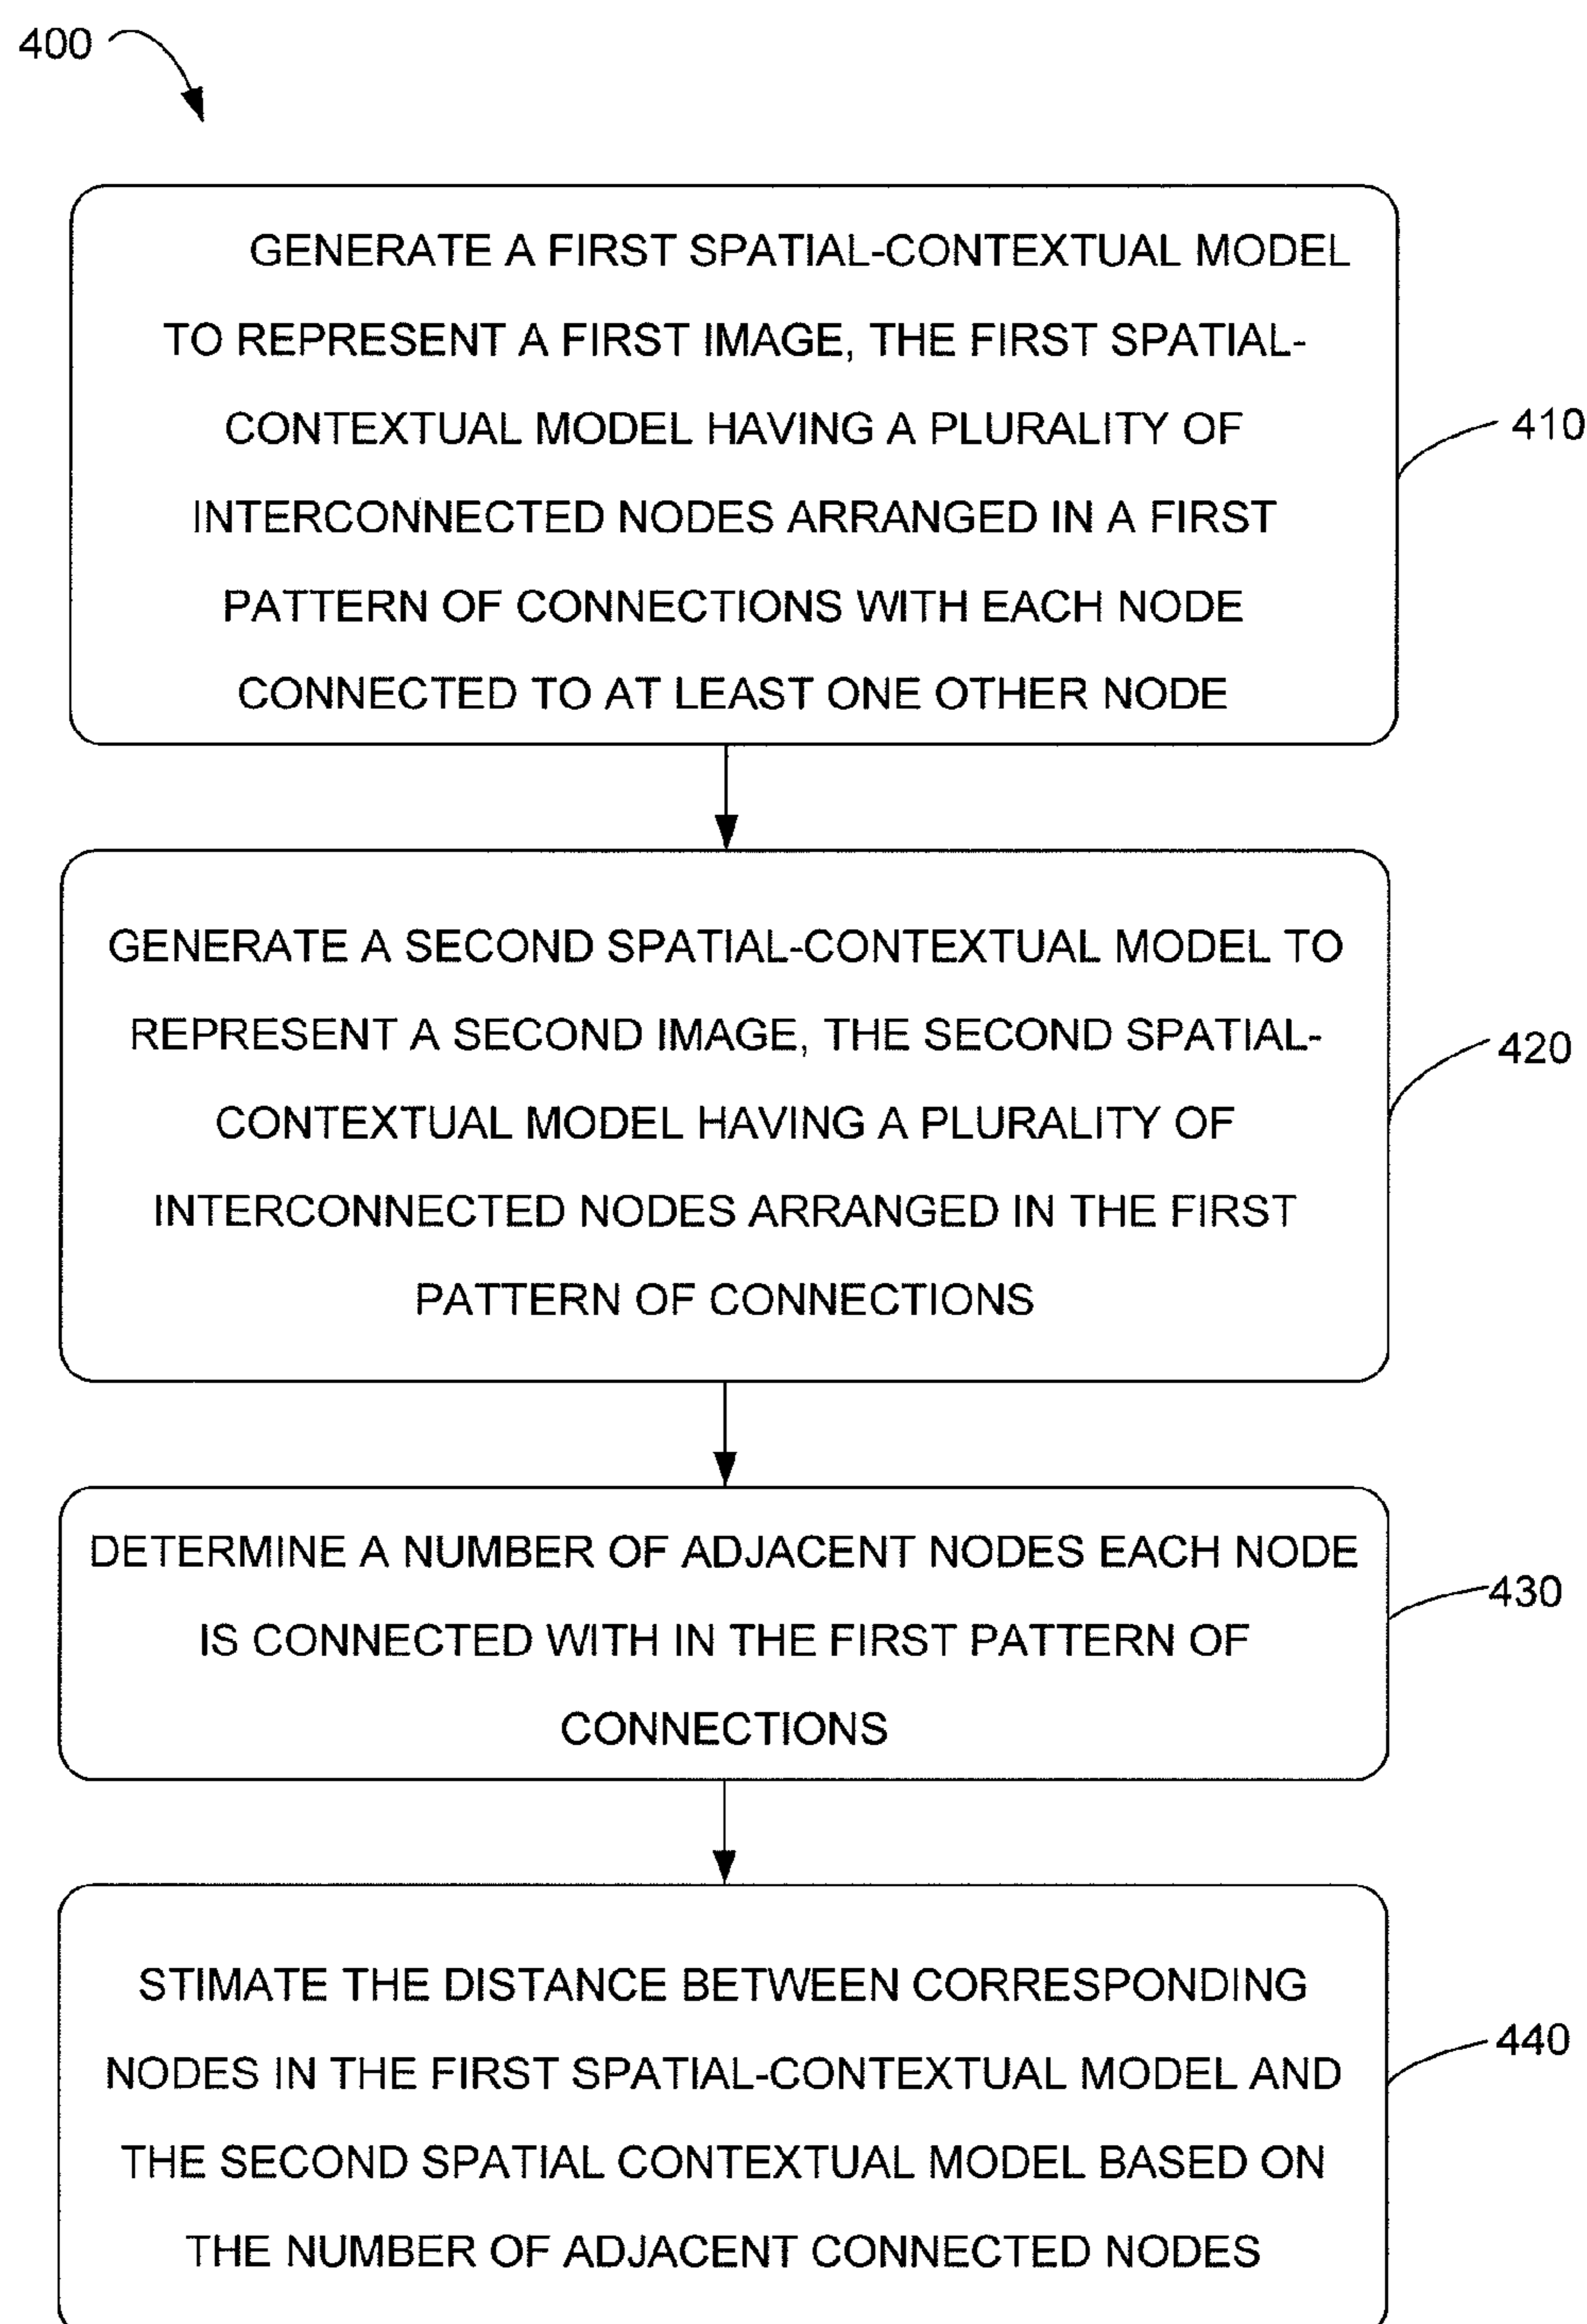 400
GENERATE A FIRST SPATIAL-CONTEXTUAL MODEL
TO REPRESENT A FIRST IMAGE, THE FIRST SPATIAL-
CONTEXTUAL MODEL HAVING A PLURALITY OF
INTERCONNECTED NODES ARRANGED IN A FIRST
PATTERN OF CONNECTIONS WITH EACH NODE
CONNECTED TO AT LEAST ONE OTHER NODE
410
GENERATE A SECOND SPATIAL-CONTEXTUAL MODEL TO
REPRESENT A SECOND IMAGE, THE SECOND SPATIAL-
CONTEXTUAL MODEL HAVING A PLURALITY OF
INTERCONNECTED NODES ARRANGED IN THE FIRST
PATTERN OF CONNECTIONS
420
DETERMINE A NUMBER OF ADJACENT NODES EACH NODE
IS CONNECTED WITH IN THE FIRST PATTERN OF
CONNECTIONS
430
STIMATE THE DISTANCE BETWEEN CORRESPONDING
NODES IN THE FIRST SPATIAL-CONTEXTUAL MODEL AND
THE SECOND SPATIAL CONTEXTUAL MODEL BASED ON
THE NUMBER OF ADJACENT CONNECTED NODES
440